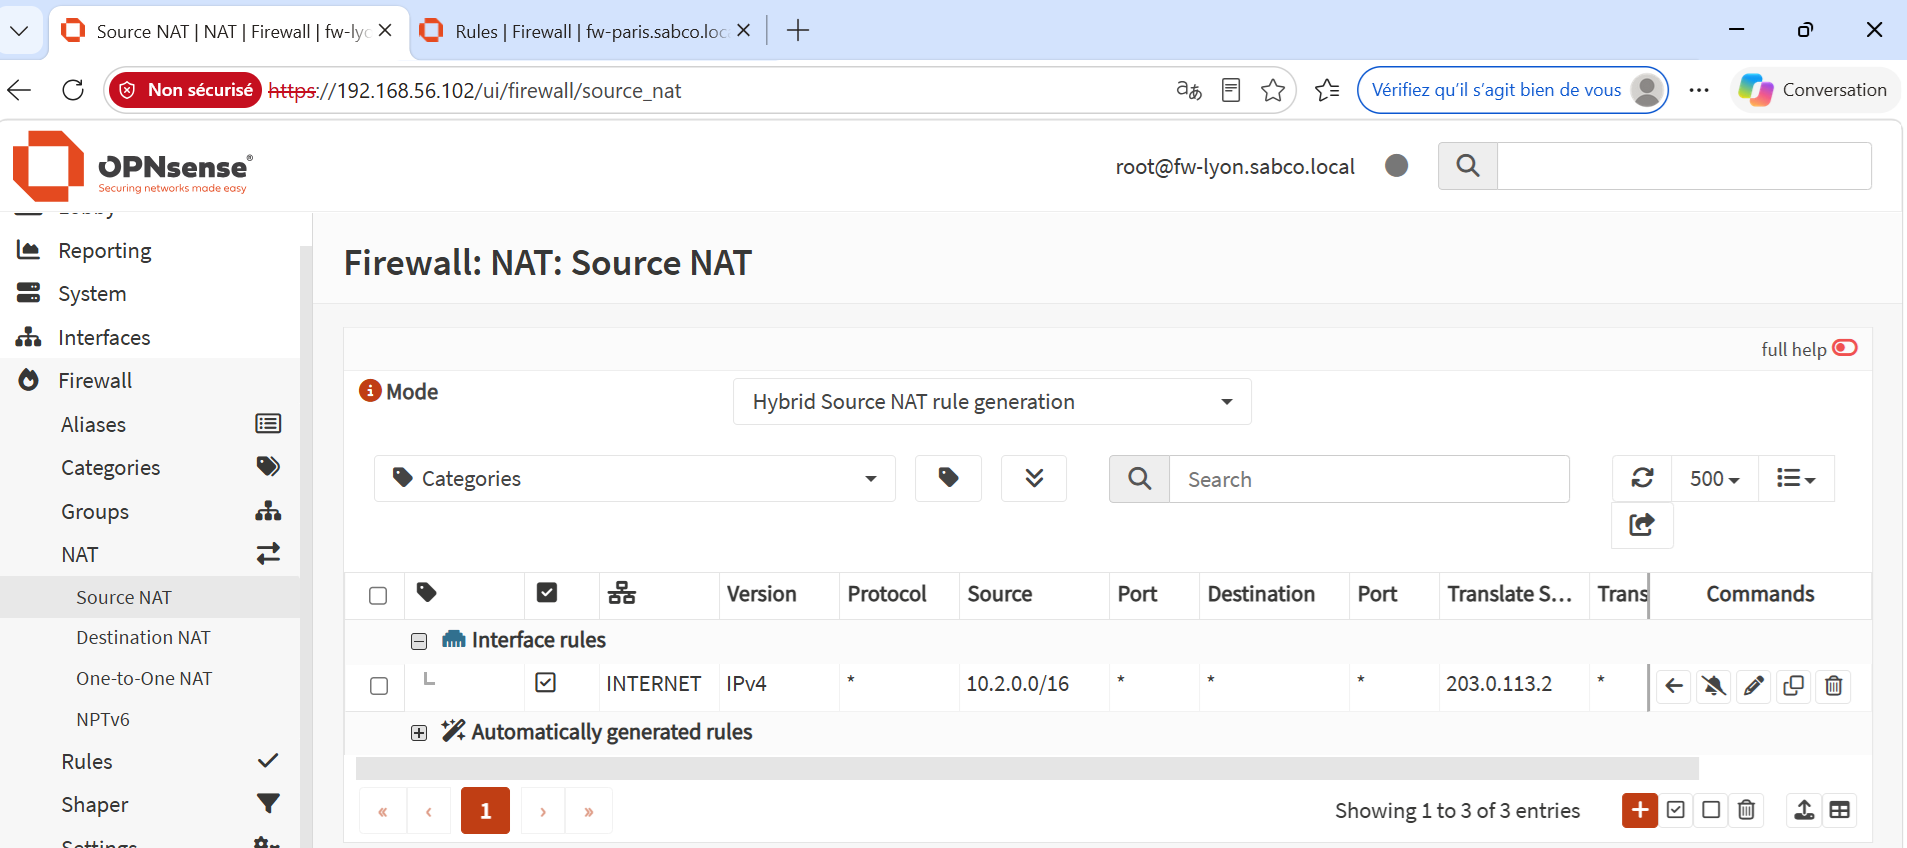 Source NAT | NAT | Firewall | fw-lyo
Rules | Firewall | fw-paris.sabco.loc
Non sécurisé https://192.168.56.102/ui/firewall/source_nat
Vérifiez qu'il s'agit bien de vous
Conversation
OPNsense®
Securing networks made easy
root@fw-lyon.sabco.local
Lobby
Reporting
System
Interfaces
Firewall
Aliases
Categories
Groups
NAT
Source NAT
Destination NAT
One-to-One NAT
NPTv6
Rules
Shaper
Settings
Firewall: NAT: Source NAT
full help
Mode
Hybrid Source NAT rule generation
Categories
Search
500
Version Protocol Source Port Destination Port Translate S... Trans Commands
Interface rules
INTERNET IPv4 * 10.2.0.0/16 * * * 203.0.113.2 *
Automatically generated rules
« ‹ 1 › »
Showing 1 to 3 of 3 entries